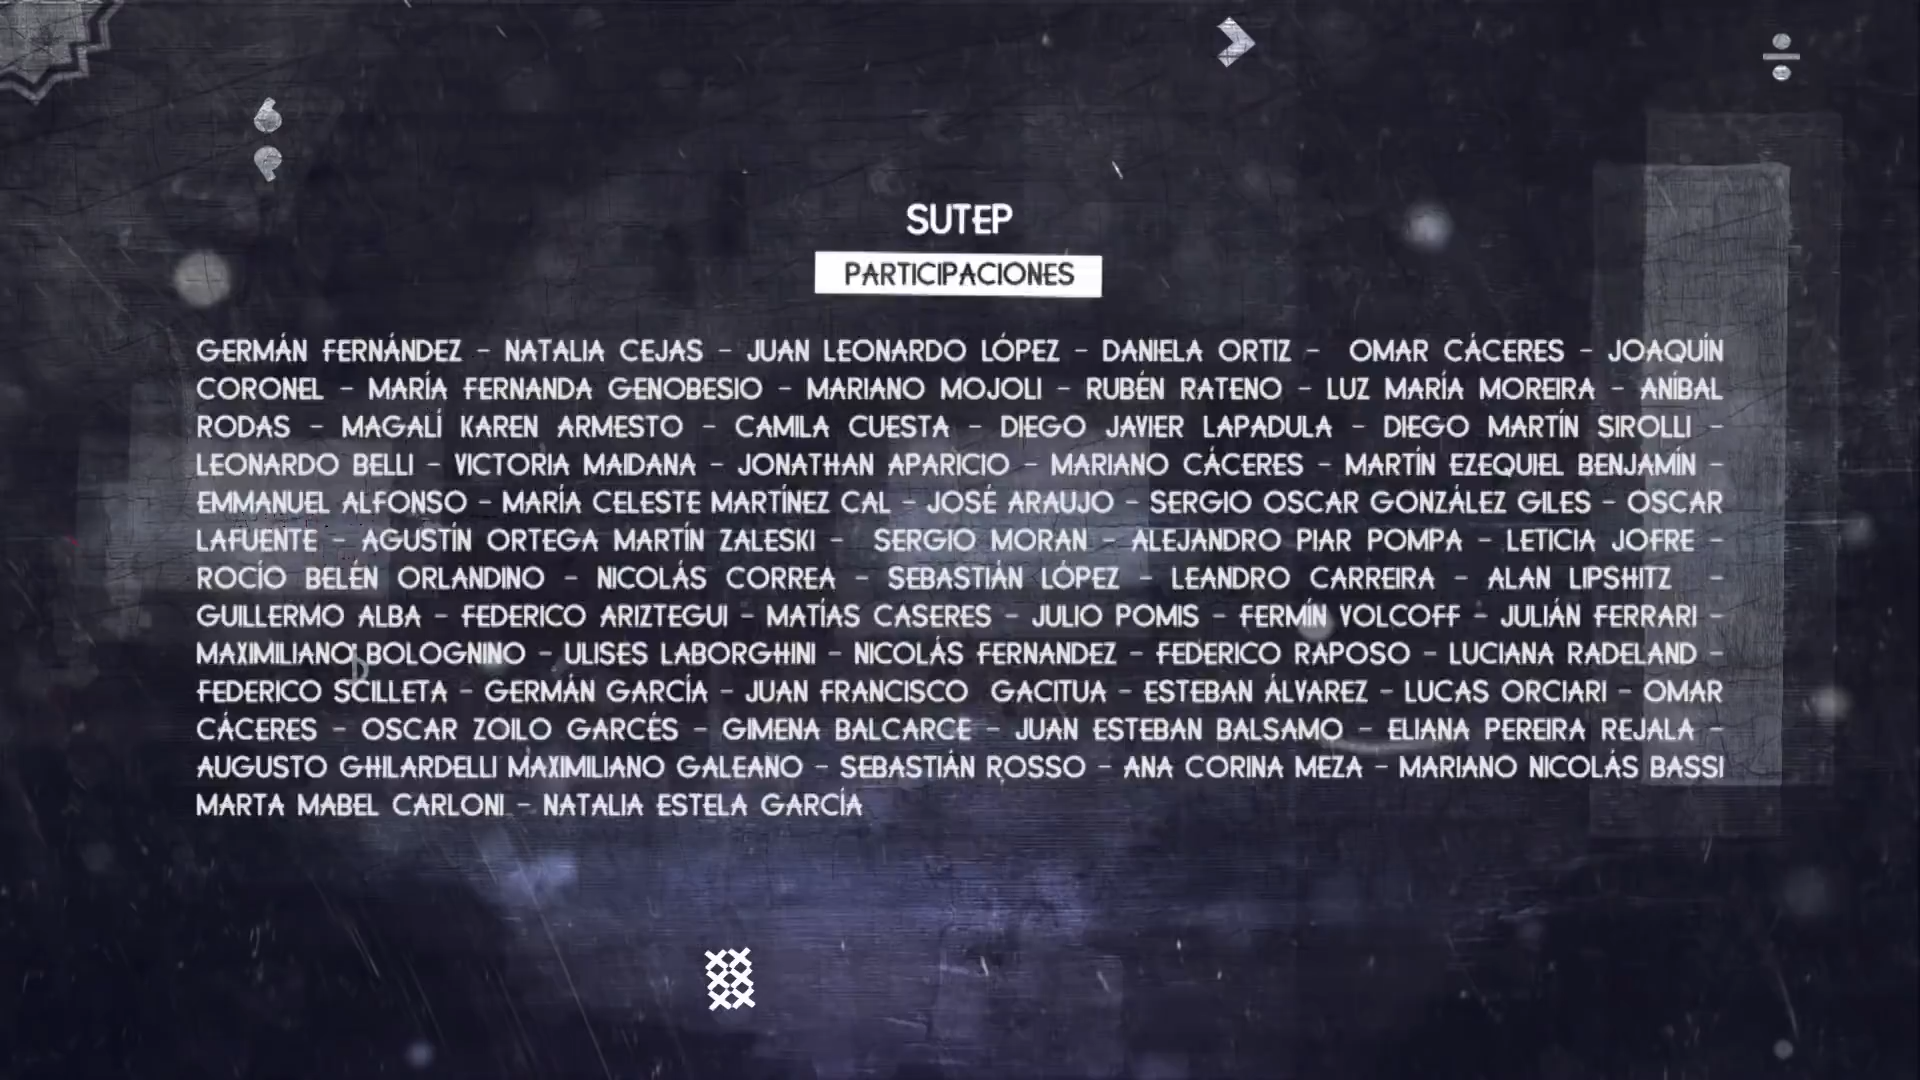 SUTEP
PARTICIPACIONES
GERMÁN FERNÁNDEZ - NATALIA CEJAS - JUAN LEONARDO LÓPEZ - DANIELA ORTIZ - OMAR CÁCERES - JOAQUÍN
CORONEL - MARÍA FERNANDA GENOBESIO - MARIANO MOJOLI - RUBÉN RATENO - LUZ MARÍA MOREIRA - ANÍBAL
RODAS - MAGALÍ KAREN ARMESTO - CAMILA CUESTA - DIEGO JAVIER LAPADULA - DIEGO MARTÍN SIROLLI -
LEONARDO BELLI - VICTORIA MAIDANA - JONATHAN APARICIO - MARIANO CÁCERES - MARTÍN EZEQUIEL BENJAMÍN -
EMMANUEL ALFONSO - MARÍA CELESTE MARTÍNEZ CAL - JOSÉ ARAUJO - SERGIO OSCAR GONZÁLEZ GILES - OSCAR
LAFUENTE - AGUSTÍN ORTEGA MARTÍN ZALESKI - SERGIO MORAN - ALEJANDRO PIAR POMPA - LETICIA JOFRE -
ROCÍO BELÉN ORLANDINO - NICOLÁS CORREA - SEBASTIÁN LÓPEZ - LEANDRO CARREIRA - ALAN LIPSHITZ -
GUILLERMO ALBA - FEDERICO ARIZTEGUI - MATÍAS CASERES - JULIO POMIS - FERMÍN VOLCOFF - JULIÁN FERRARI -
MAXIMILIANO BOLOGNINO - ULISES LABORGHINI - NICOLÁS FERNANDEZ - FEDERICO RAPOSO - LUCIANA RADELAND -
FEDERICO SCILLETA - GERMÁN GARCÍA - JUAN FRANCISCO GACITUA - ESTEBAN ÁLVAREZ - LUCAS ORCIARI - OMAR
CÁCERES - OSCAR ZOILO GARCÉS - GIMENA BALCARCE - JUAN ESTEBAN BALSAMO - ELIANA PEREIRA REJALA -
AUGUSTO GHILARDELLI MAXIMILIANO GALEANO - SEBASTIÁN ROSSO - ANA CORINA MEZA - MARIANO NICOLÁS BASSI
MARTA MABEL CARLONI - NATALIA ESTELA GARCÍA